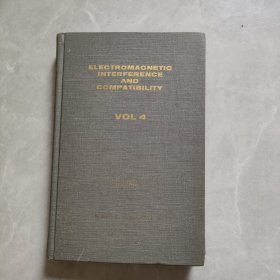 ELECTROMAGNETIC
INTERFERENCE
AND
COMPATIBILITY
VOL 4